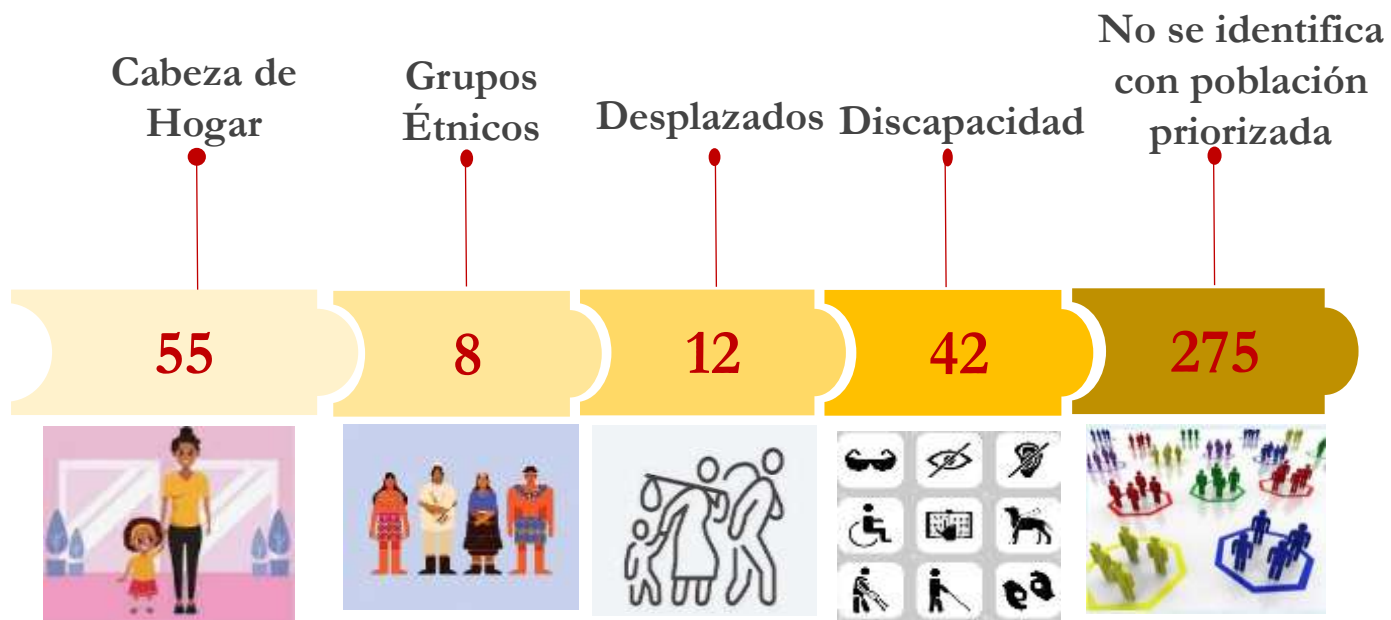 Cabeza de
Hogar
Grupos
Étnicos
Desplazados
Discapacidad
No se identifica
con población
priorizada
55
8
12
42
275